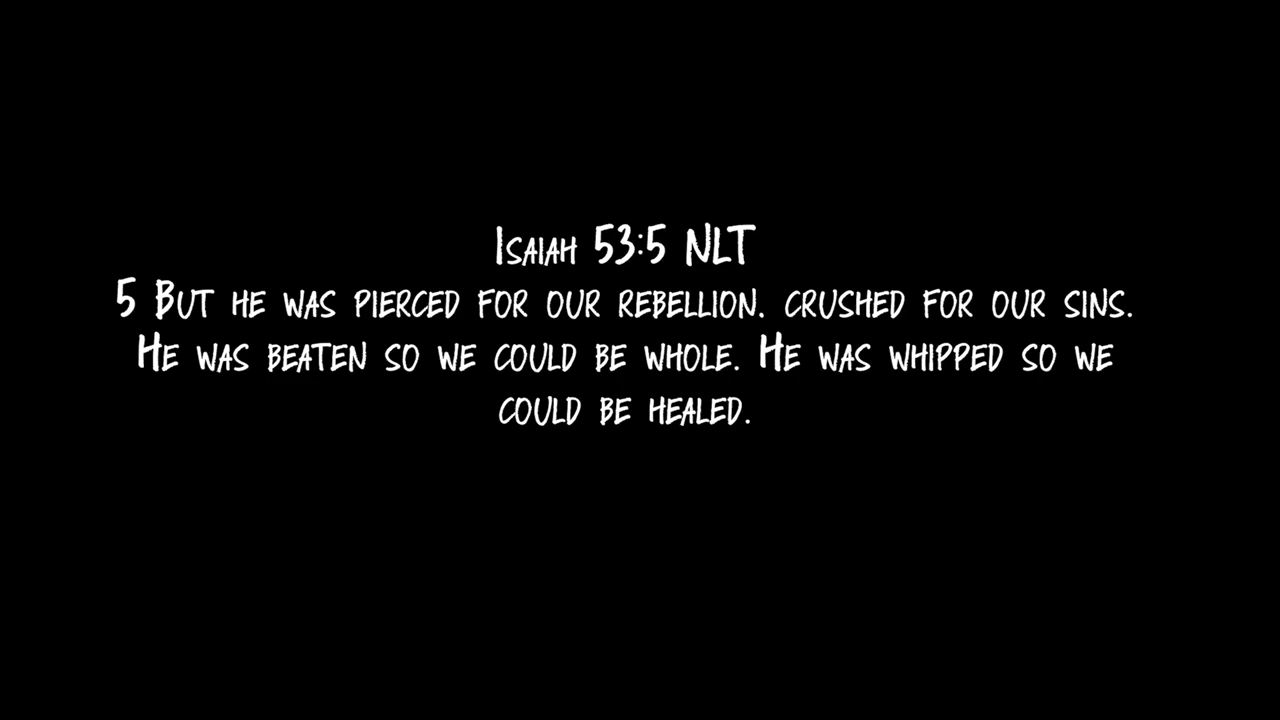 Isaiah 53:5 NLT
5 But he was pierced for our rebellion. crushed for our sins.
He was beaten so we could be whole. He was whipped so we
could be healed.